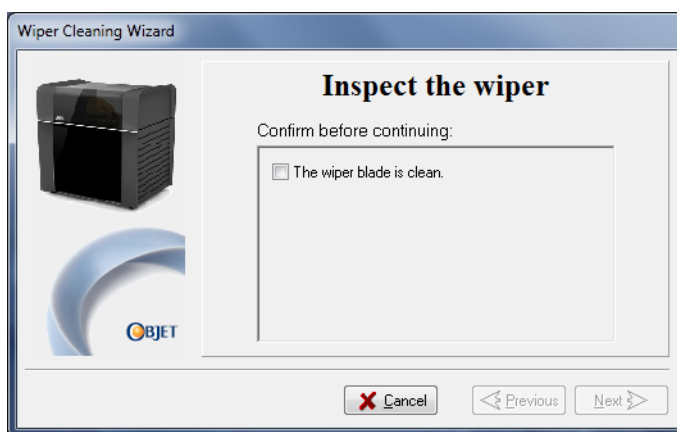 Wiper Cleaning Wizard
Inspect the wiper
Confirm before continuing:
The wiper blade is clean.
OBJET
Cancel
Previous
Next